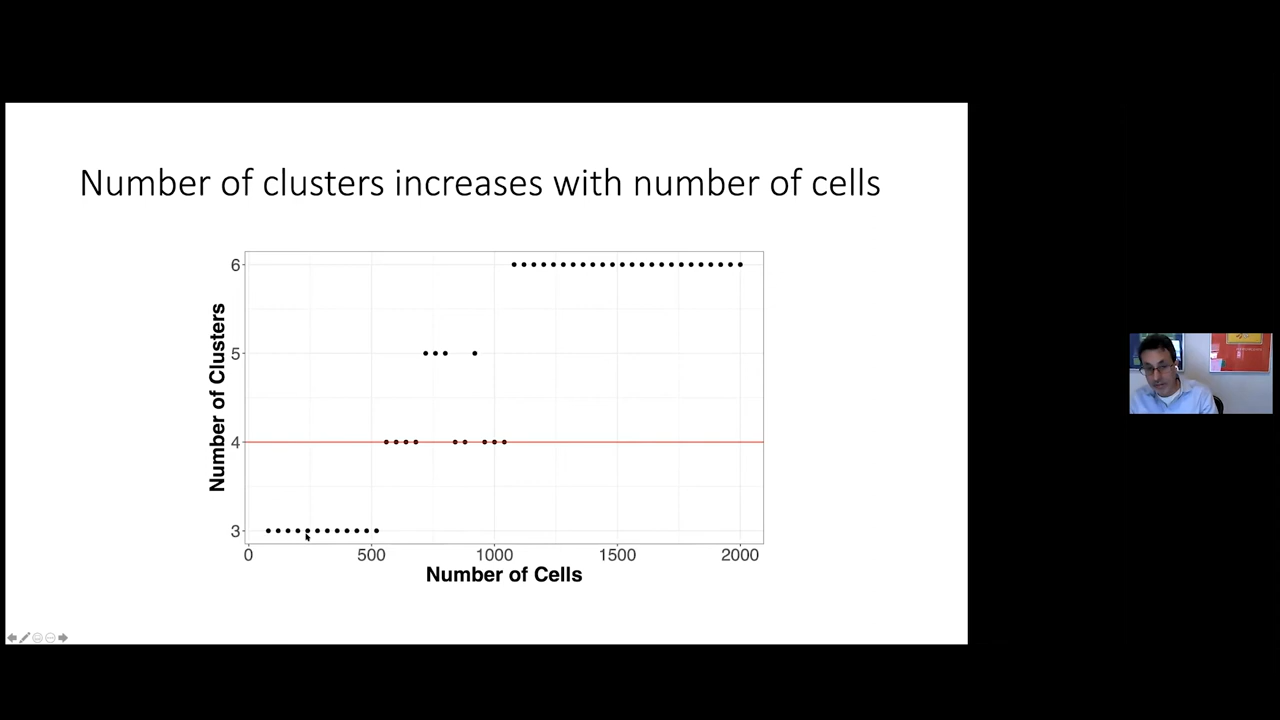 Number of clusters increases with number of cells
6
5
4
3
Number of Clusters
0 500 1000 1500 2000
Number of Cells